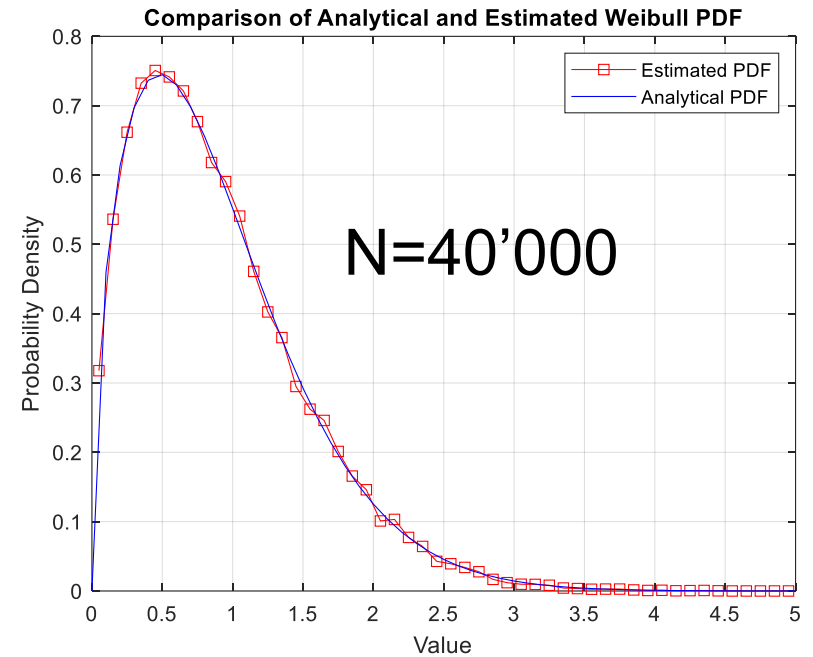 Comparison of Analytical and Estimated Weibull PDF
0.8
0.7
0.6
0.5
0.4
0.3
0.2
0.1
0
Probability Density
Estimated PDF
Analytical PDF
N=40’000
0 0.5 1 1.5 2 2.5 3 3.5 4 4.5 5
Value